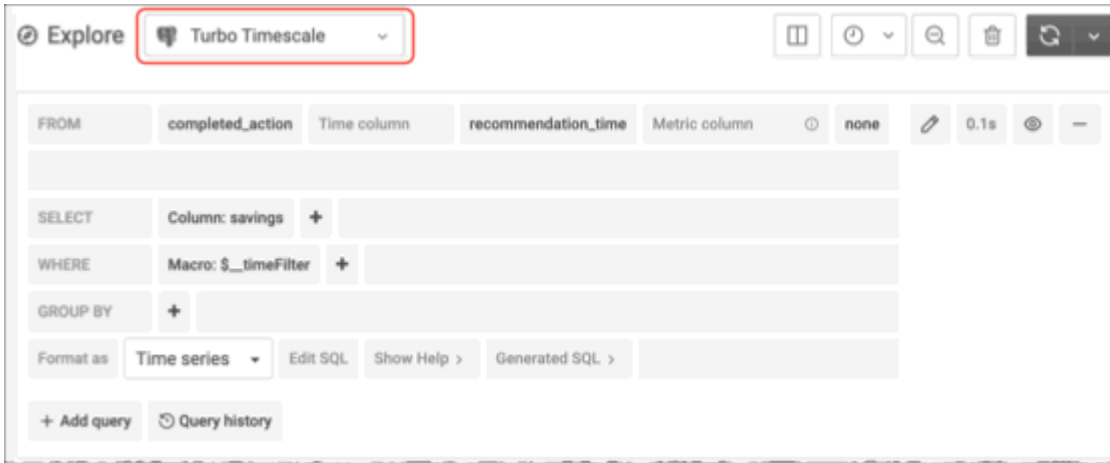 Explore Turbo Timescale
FROM completed_action Time column recommendation_time Metric column none 0.1s
SELECT Column: savings +
WHERE Macro: $__timeFilter +
GROUP BY +
Format as Time series Edit SQL Show Help > Generated SQL >
+ Add query Query history